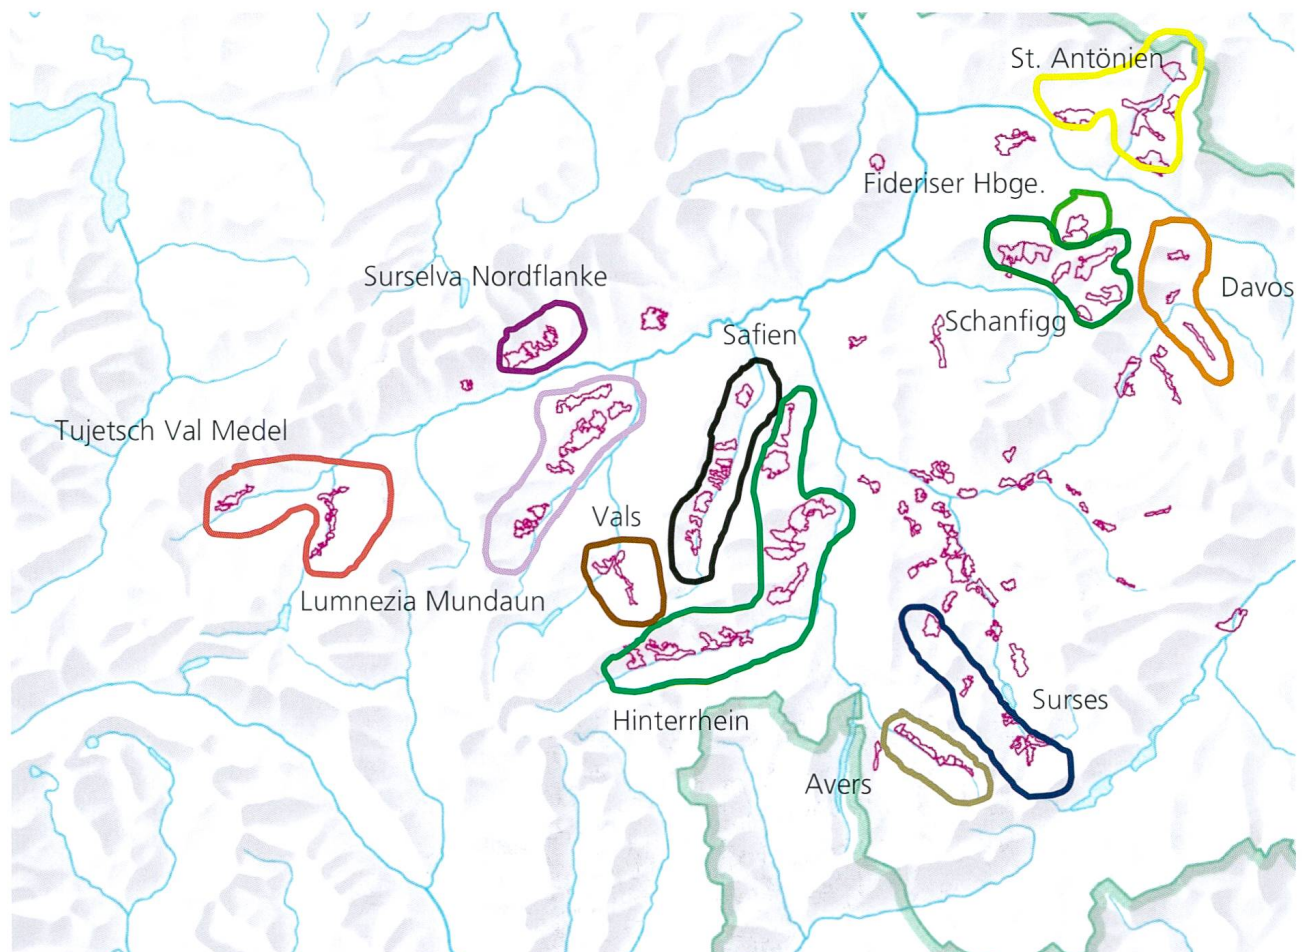 St. Antönien
Fideriser Hbge.
Surselva Nordflanke
Davos
Schanfigg
Safien
Tujetsch Val Medel
Vals
Lumnezia Mundaun
Surses
Hinterrhein
Avers